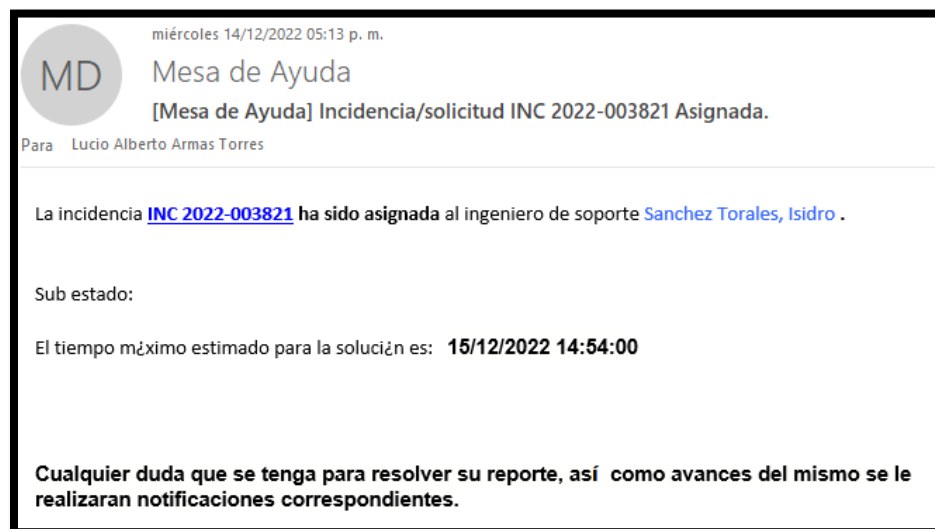 miércoles 14/12/2022 05:13 p. m.
MD
Mesa de Ayuda
[Mesa de Ayuda] Incidencia/solicitud INC 2022-003821 Asignada.
Para Lucio Alberto Armas Torres
La incidencia INC 2022-003821 ha sido asignada al ingeniero de soporte Sanchez Torales, Isidro .
Sub estado:
El tiempo m¿ximo estimado para la soluci¿n es: 15/12/2022 14:54:00
Cualquier duda que se tenga para resolver su reporte, así como avances del mismo se le
realizaran notificaciones correspondientes.